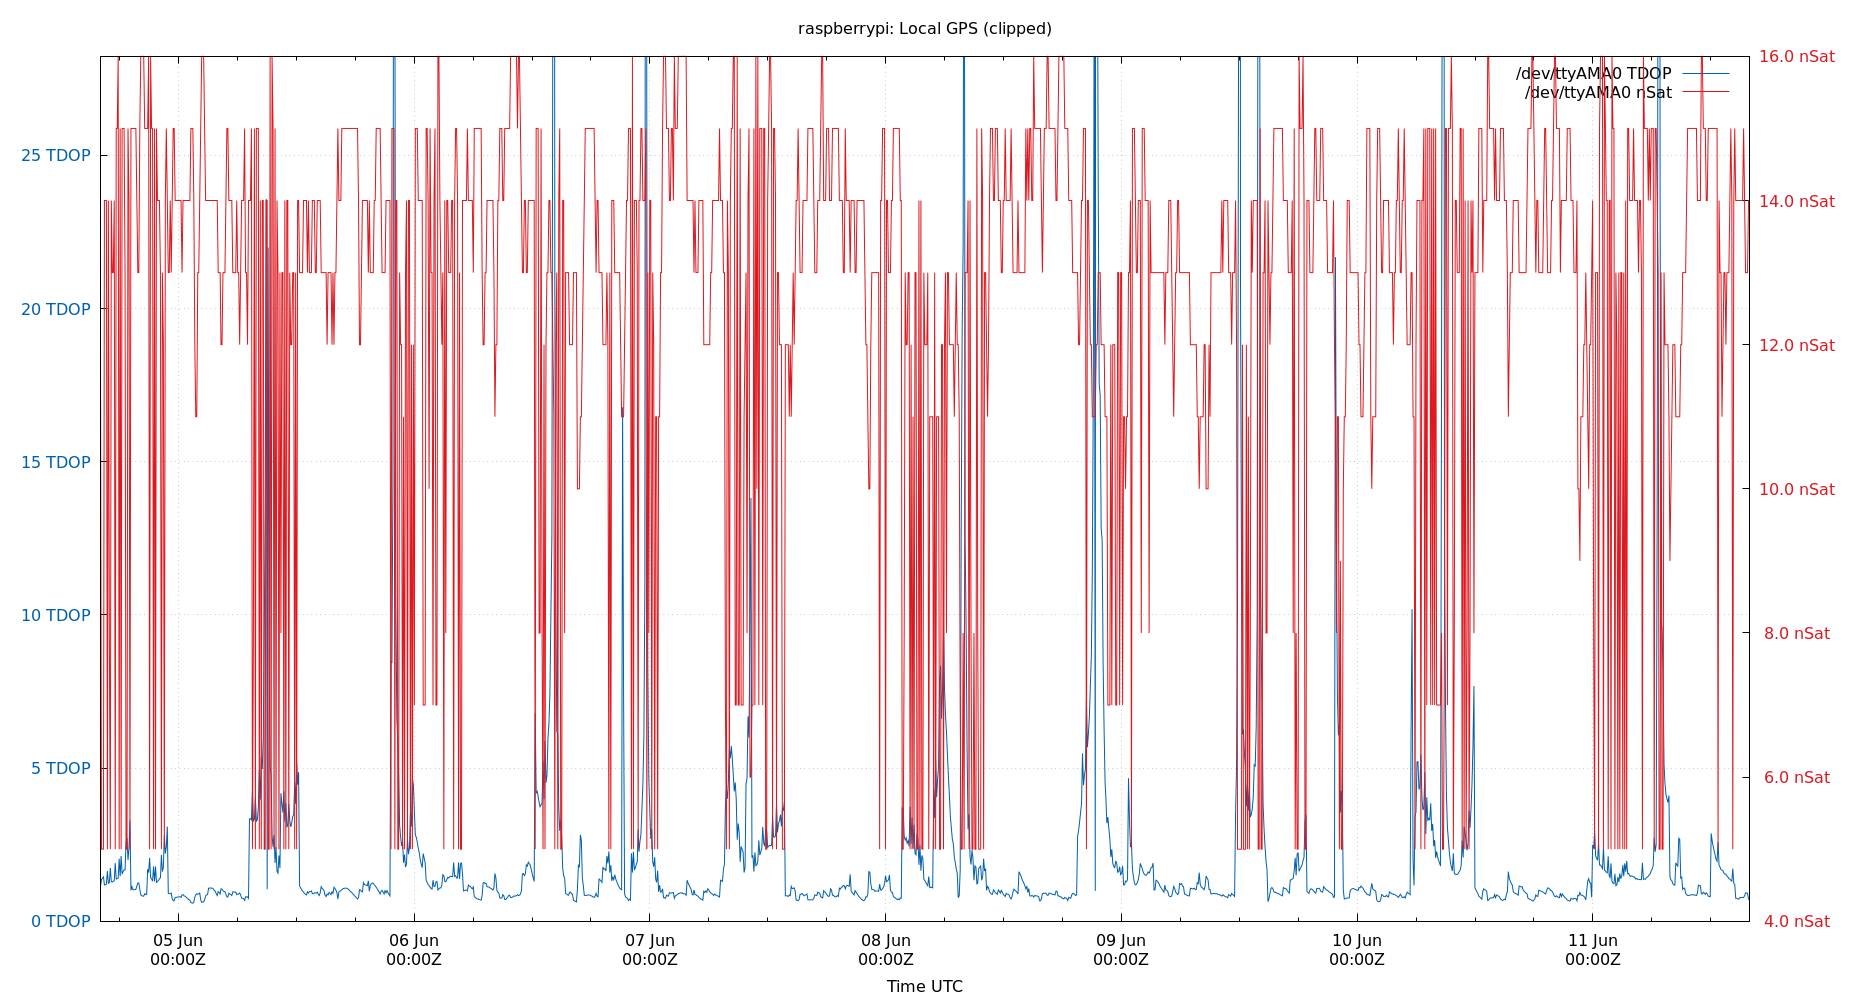 raspberrypi: Local GPS (clipped)
16.0 nSat
/dev/ttyAMA0 TDOP
/dev/ttyAMA0 nSat
25 TDOP
14.0 nSat
20 TDOP
12.0 nSat
15 TDOP
10.0 nSat
10 TDOP
8.0 nSat
5 TDOP
6.0 nSat
0 TDOP
4.0 nSat
05 Jun 06 Jun 07 Jun 08 Jun 09 Jun 10 Jun 11 Jun
00:00Z 00:00Z 00:00Z 00:00Z 00:00Z 00:00Z 00:00Z
Time UTC